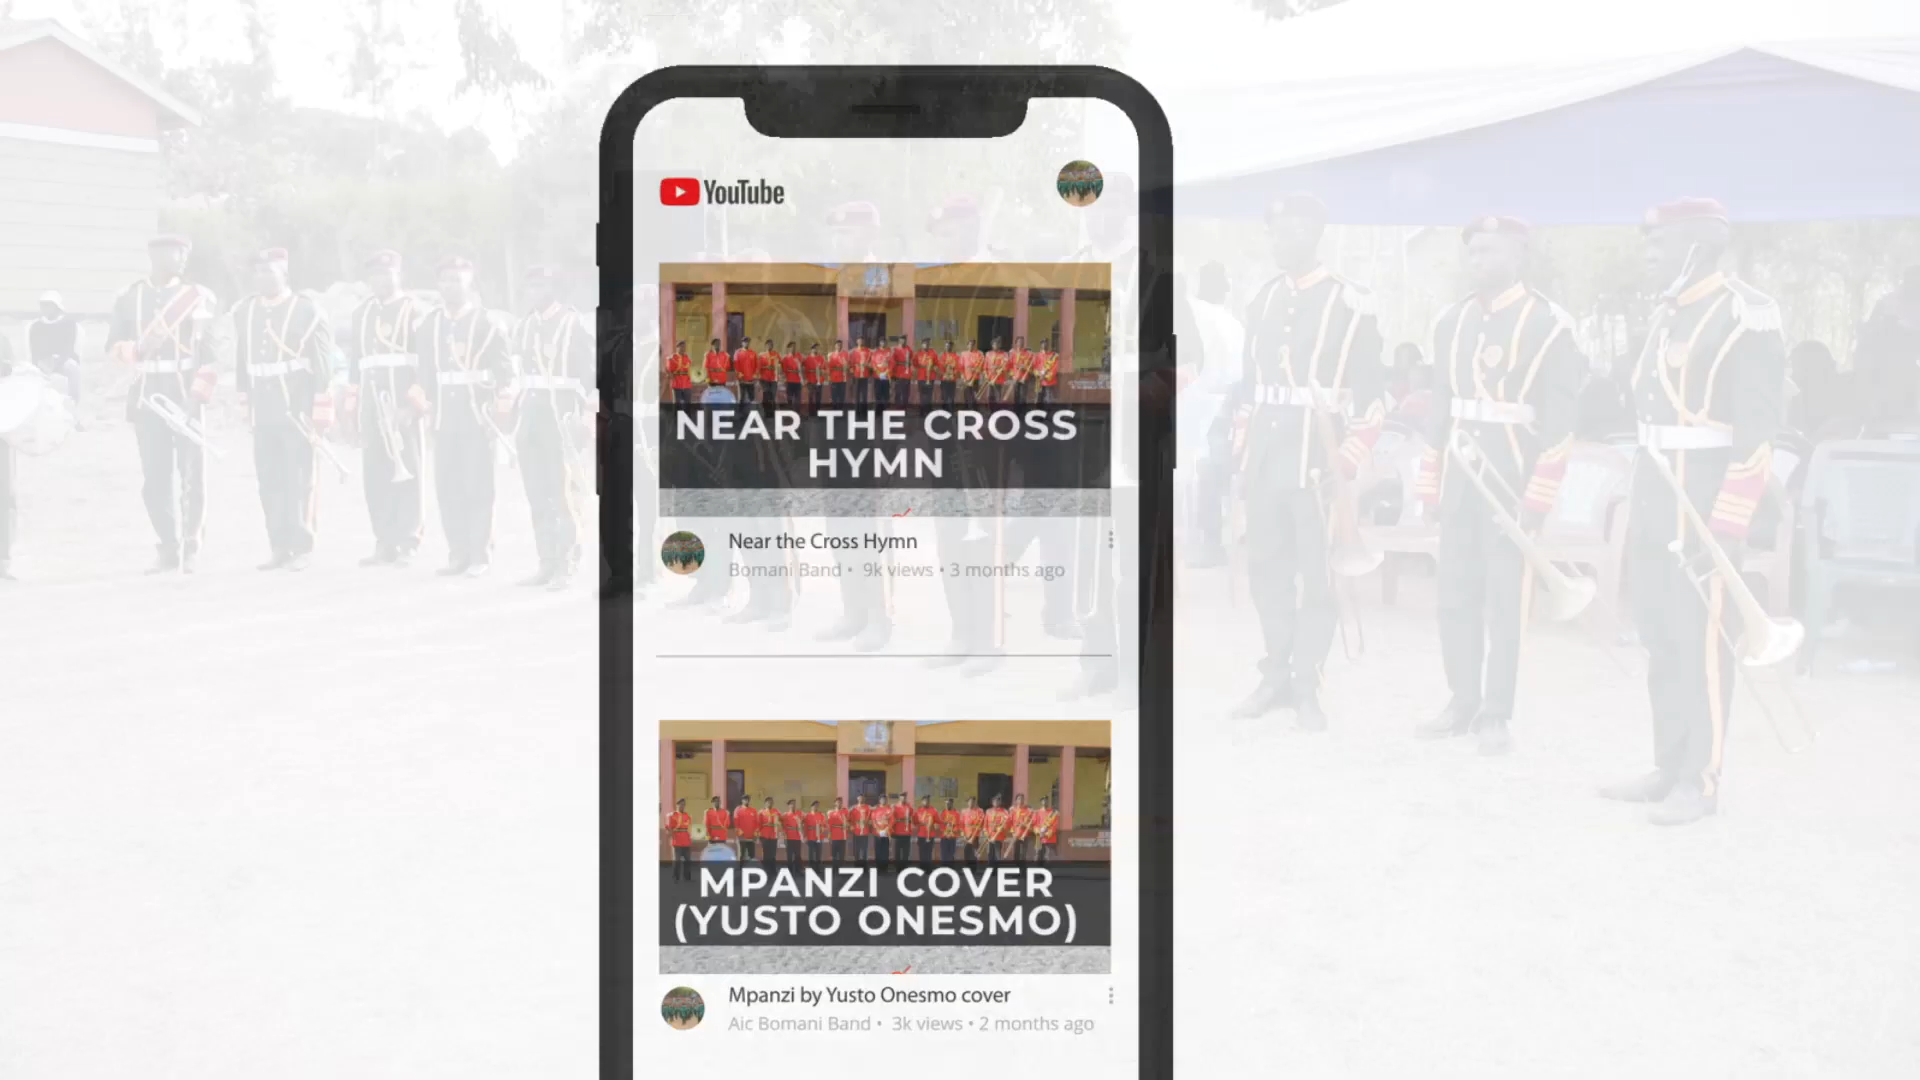 YouTube
NEAR THE CROSS
HYMN
Near the Cross Hymn
Bomani Band • 9k views • 3 months ago
MPANZI COVER
(YUSTO ONESMO)
Mpanzi by Yusto Onesmo cover
Aic Bomani Band • 3k views • 2 months ago